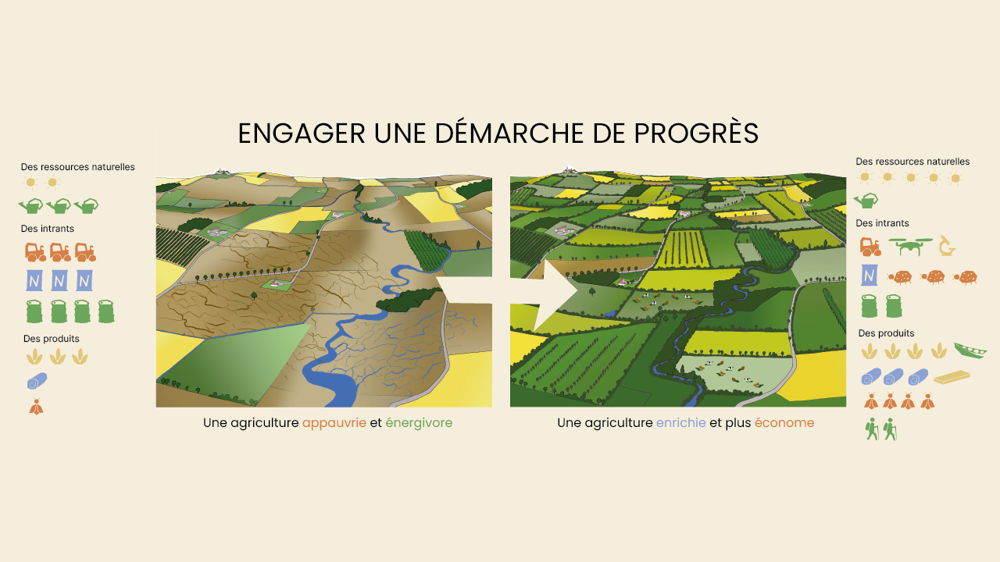 ENGAGER UNE DÉMARCHE DE PROGRÈS
Des ressources naturelles
Des intrants
N N N
Des produits
Une agriculture appauvrie et énergivore
Une agriculture enrichie et plus économe
Des ressources naturelles
Des intrants
N
Des produits